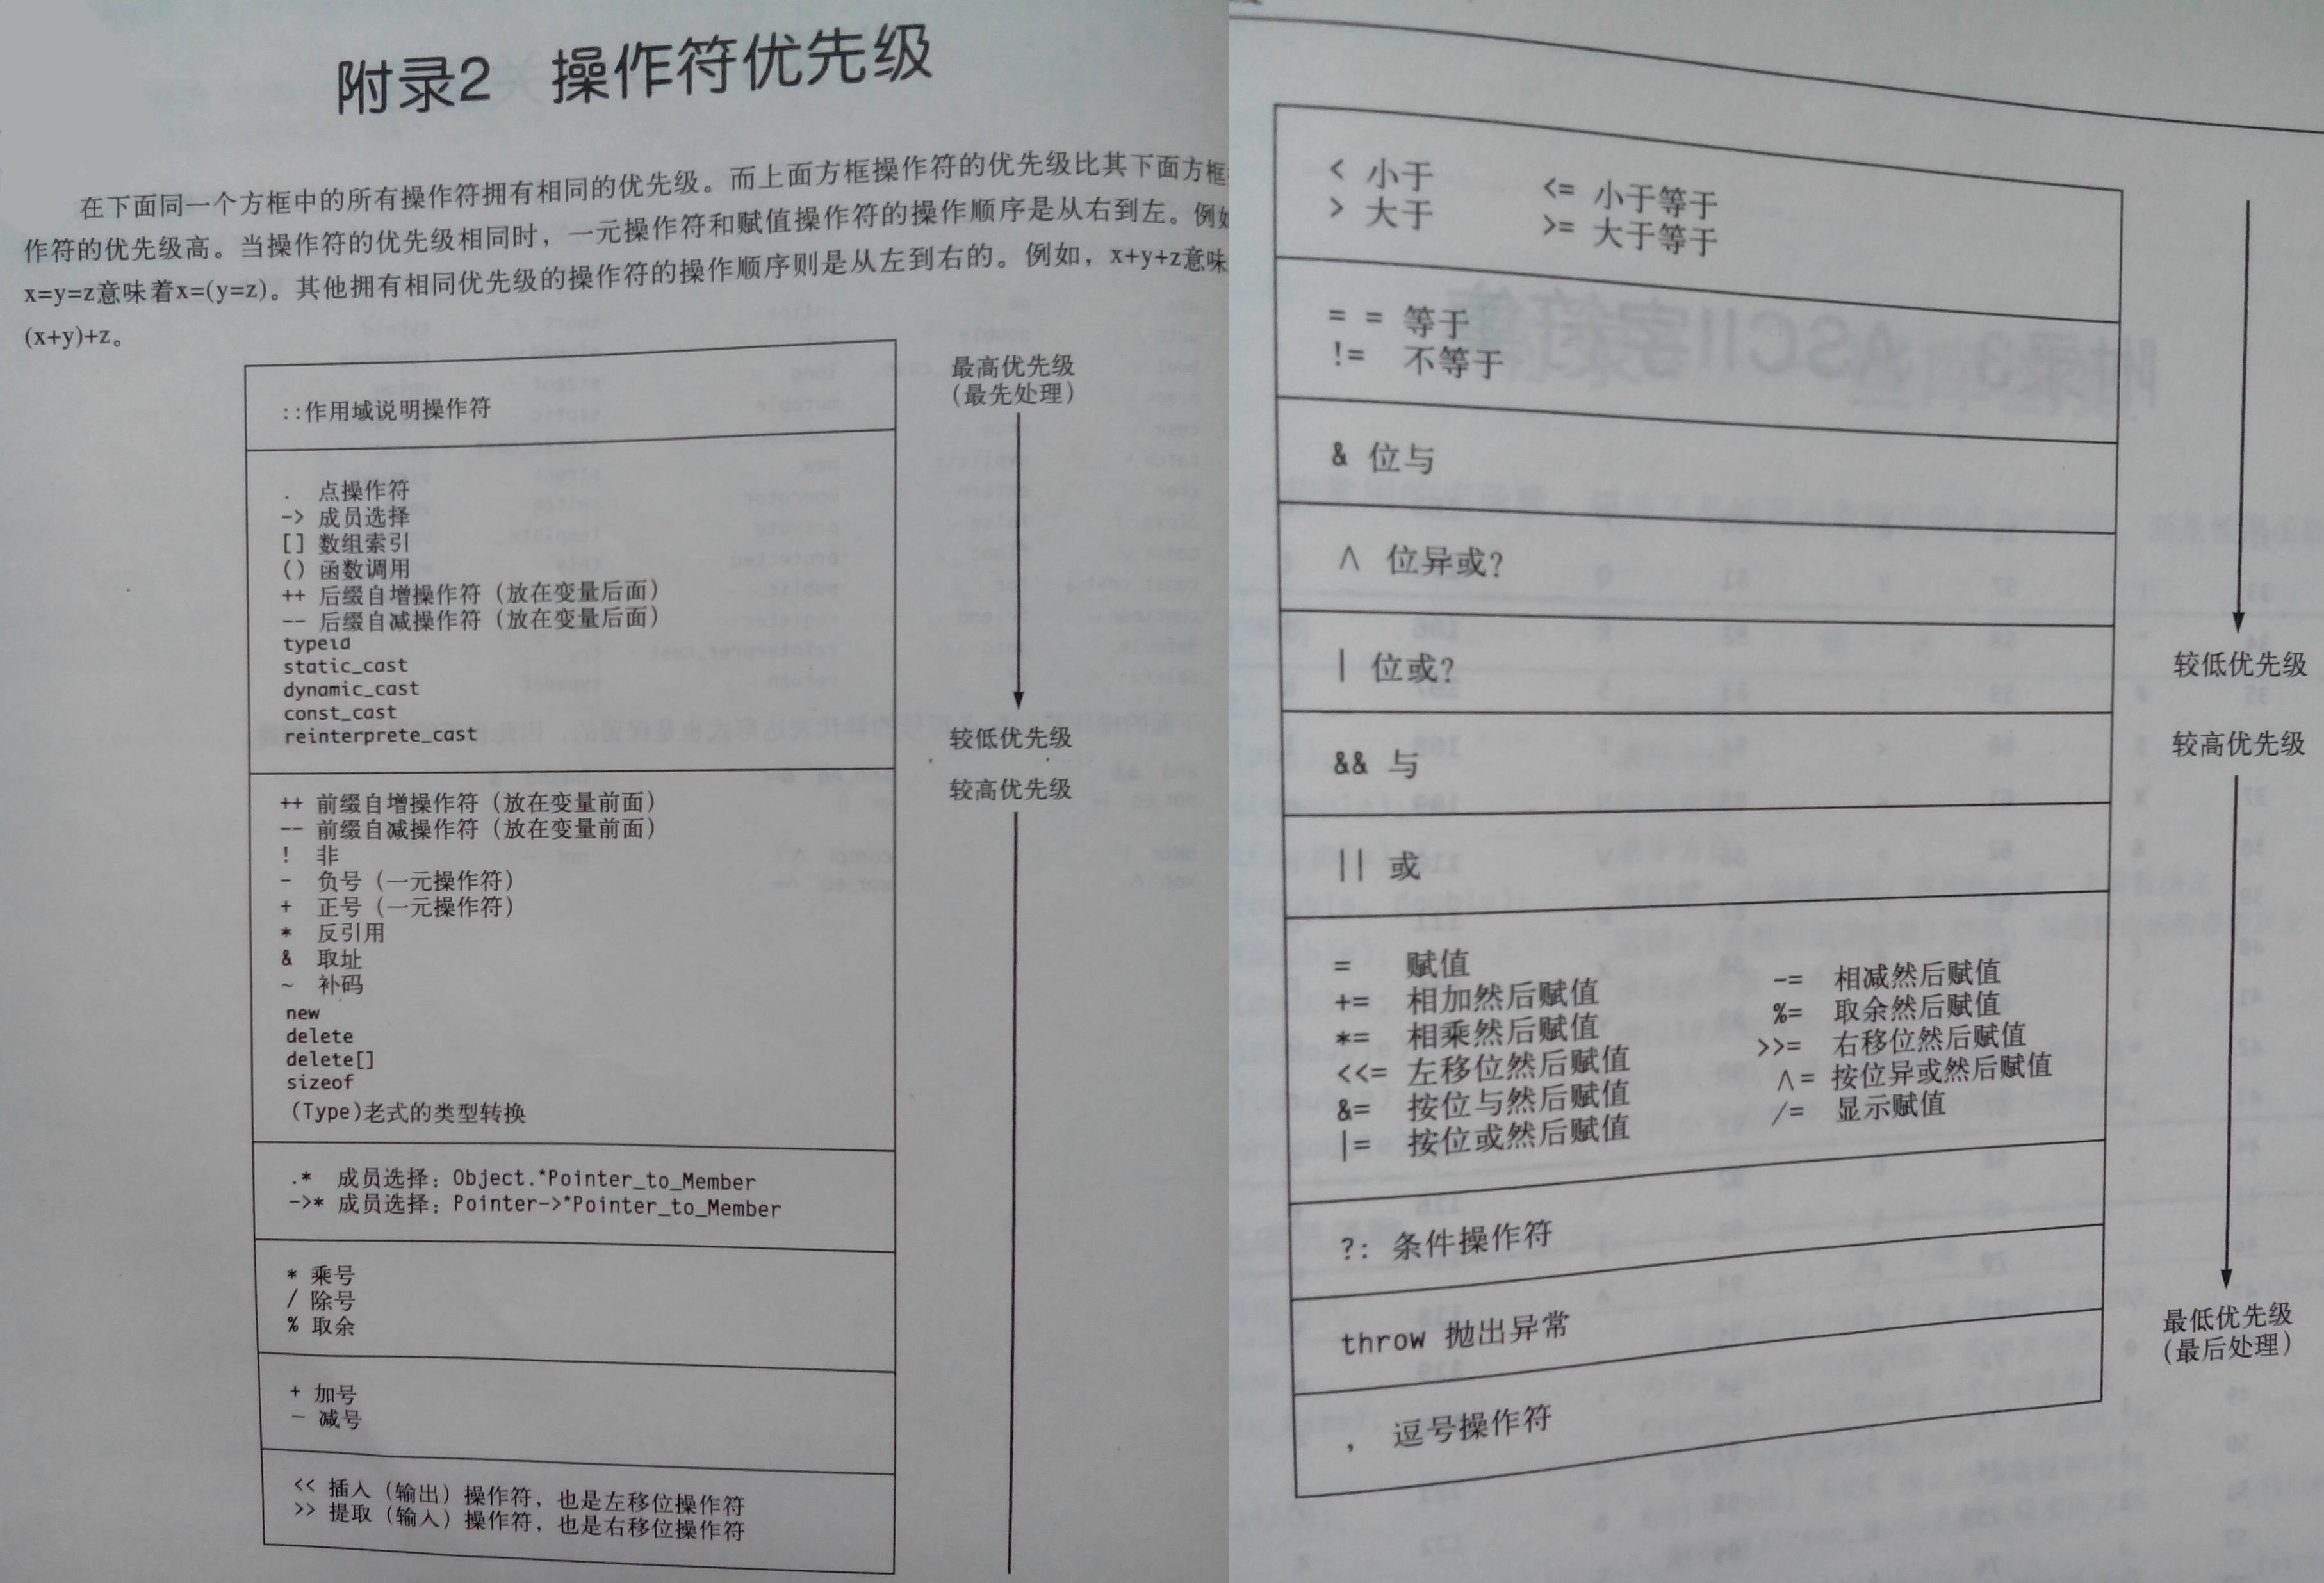 附录2 操作符优先级
在下面同一个方框中的所有操作符拥有相同的优先级。而上面方框操作符的优先级比其下面方框
作符的优先级高。当操作符的优先级相同时，一元操作符和赋值操作符的操作顺序是从右到左。例如
x=y=z意味着x=(y=z)。其他拥有相同优先级的操作符的操作顺序则是从左到右的。例如，x+y+z意味
(x+y)+z。
::作用域说明操作符
. 点操作符
-> 成员选择
[] 数组索引
() 函数调用
++ 后缀自增操作符（放在变量后面）
-- 后缀自减操作符（放在变量后面）
typeid
static_cast
dynamic_cast
const_cast
reinterprete_cast
++ 前缀自增操作符（放在变量前面）
-- 前缀自减操作符（放在变量前面）
! 非
- 负号（一元操作符）
+ 正号（一元操作符）
* 反引用
& 取址
~ 补码
new
delete
delete[]
sizeof
(Type)老式的类型转换
.* 成员选择：Object.*Pointer_to_Member
->* 成员选择：Pointer->*Pointer_to_Member
* 乘号
/ 除号
% 取余
+ 加号
- 减号
<< 插入（输出）操作符，也是左移位操作符
>> 提取（输入）操作符，也是右移位操作符
最高优先级
（最先处理）
较低优先级
较高优先级
< 小于 <= 小于等于
> 大于 >= 大于等于
= = 等于
!= 不等于
& 位与
∧ 位异或?
| 位或?
&& 与
|| 或
= 赋值
+= 相加然后赋值 -= 相减然后赋值
*= 相乘然后赋值 %= 取余然后赋值
<<= 左移位然后赋值 >>= 右移位然后赋值
&= 按位与然后赋值 ∧= 按位异或然后赋值
|= 按位或然后赋值 /= 显示赋值
?: 条件操作符
throw 抛出异常
, 逗号操作符
较低优先级
较高优先级
最低优先级
（最后处理）